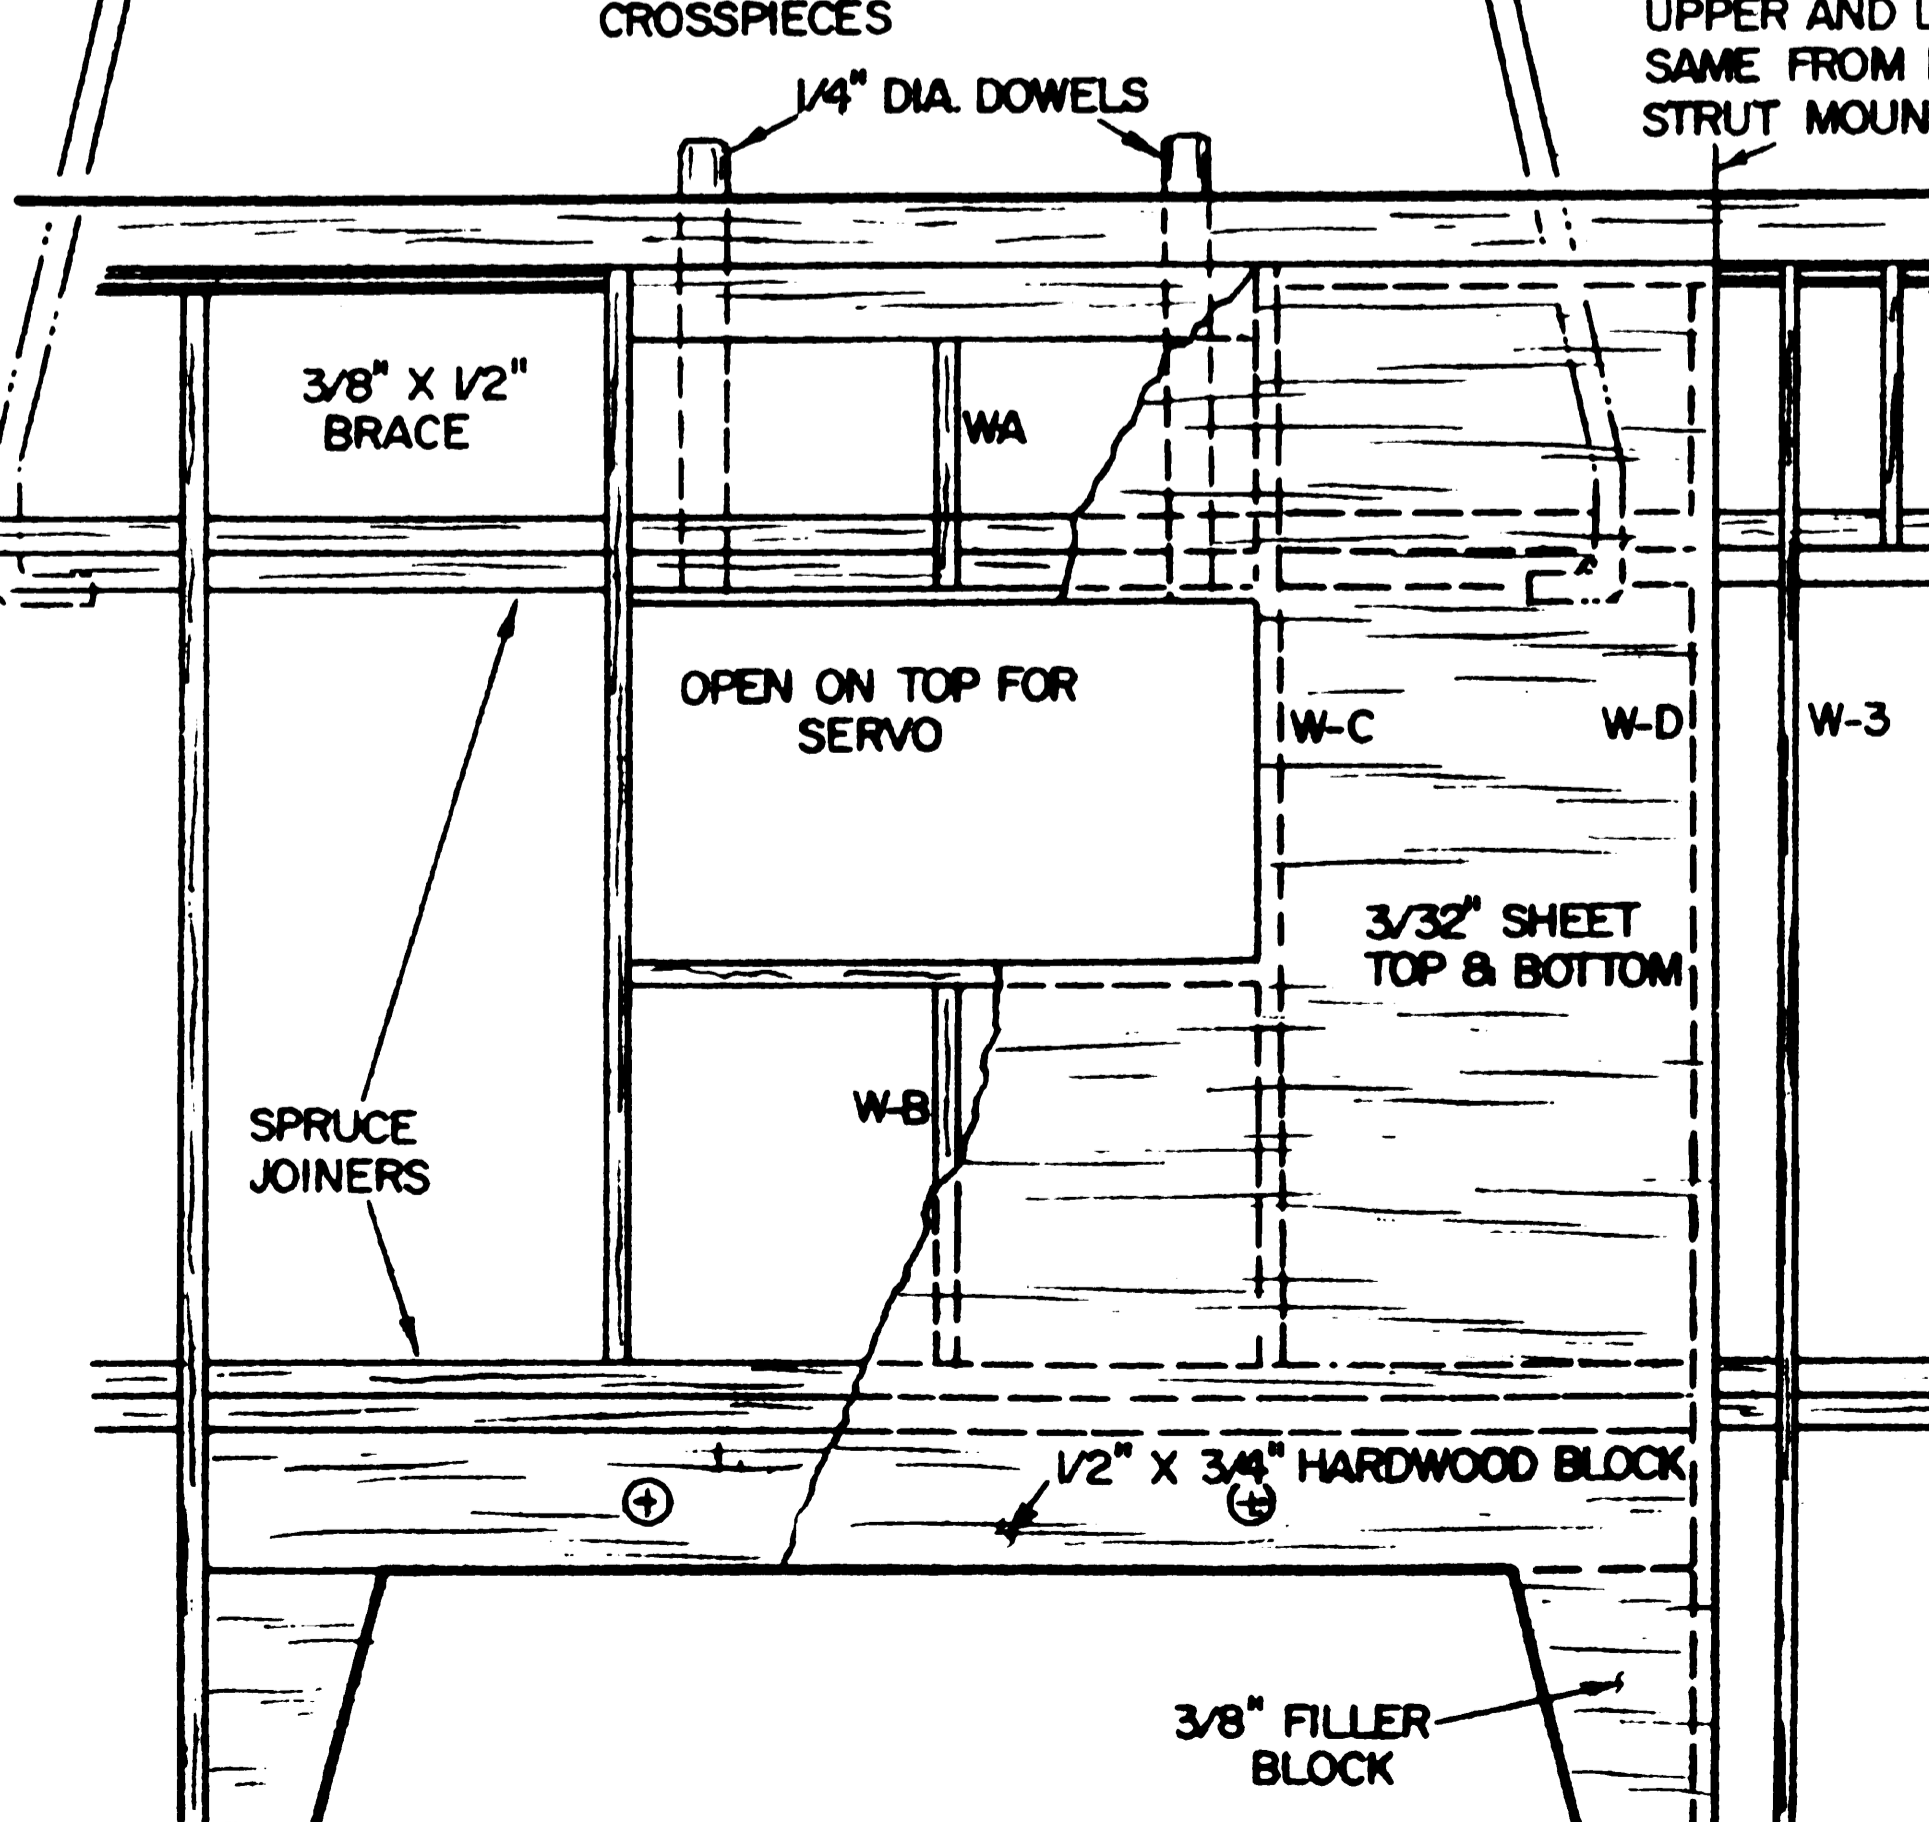 CROSSPIECES
UPPER AND
SAME FROM
STRUT MOUN
1/4" DIA. DOWELS
3/8" X 1/2"
BRACE
WA
OPEN ON TOP FOR
SERVO
W-C
W-D
W-3
3/32" SHEET
TOP & BOTTOM
W-B
SPRUCE
JOINERS
1/2" X 3/4" HARDWOOD BLOCK
3/8" FILLER
BLOCK